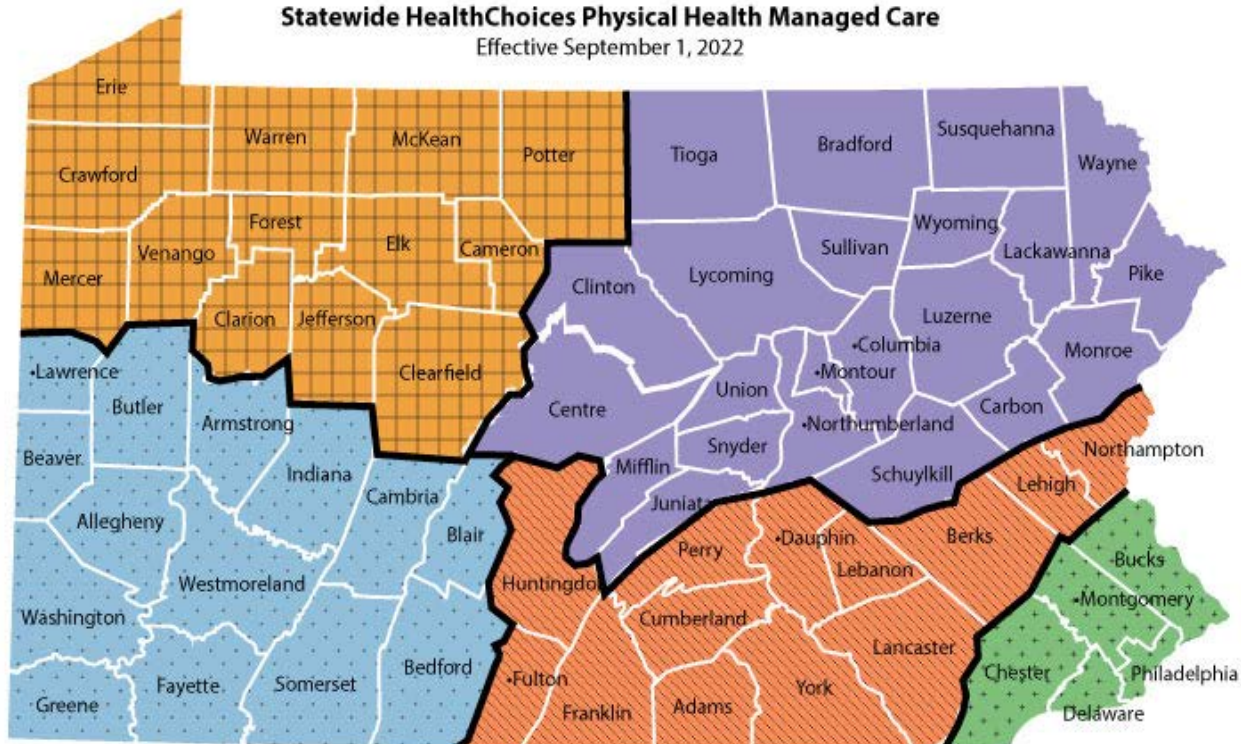 Statewide HealthChoices Physical Health Managed Care
Effective September 1, 2022
Erie
Warren
McKean
Potter
Tioga
Bradford
Susquehanna
Wayne
Crawford
Forest
Venango
Elk
Cameron
Mercer
Clarion
Jefferson
Clearfield
Clinton
Lycoming
Sullivan
Wyoming
Lackawanna
Pike
Luzerne
•Columbia
•Montour
Monroe
Centre
Union
Carbon
•Northumberland
Snyder
Mifflin
Schuylkill
Juniata
•Lawrence
Butler
Armstrong
Beaver
Indiana
Cambria
Allegheny
Blair
Westmoreland
Washington
Bedford
Somerset
Fayette
Greene
Northampton
Lehigh
•Dauphin
Berks
Perry
Lebanon
Huntingdo
Cumberland
Lancaster
•Fulton
York
Franklin
Adams
•Bucks
•Montgomery
Chester
Philadelphia
Delaware